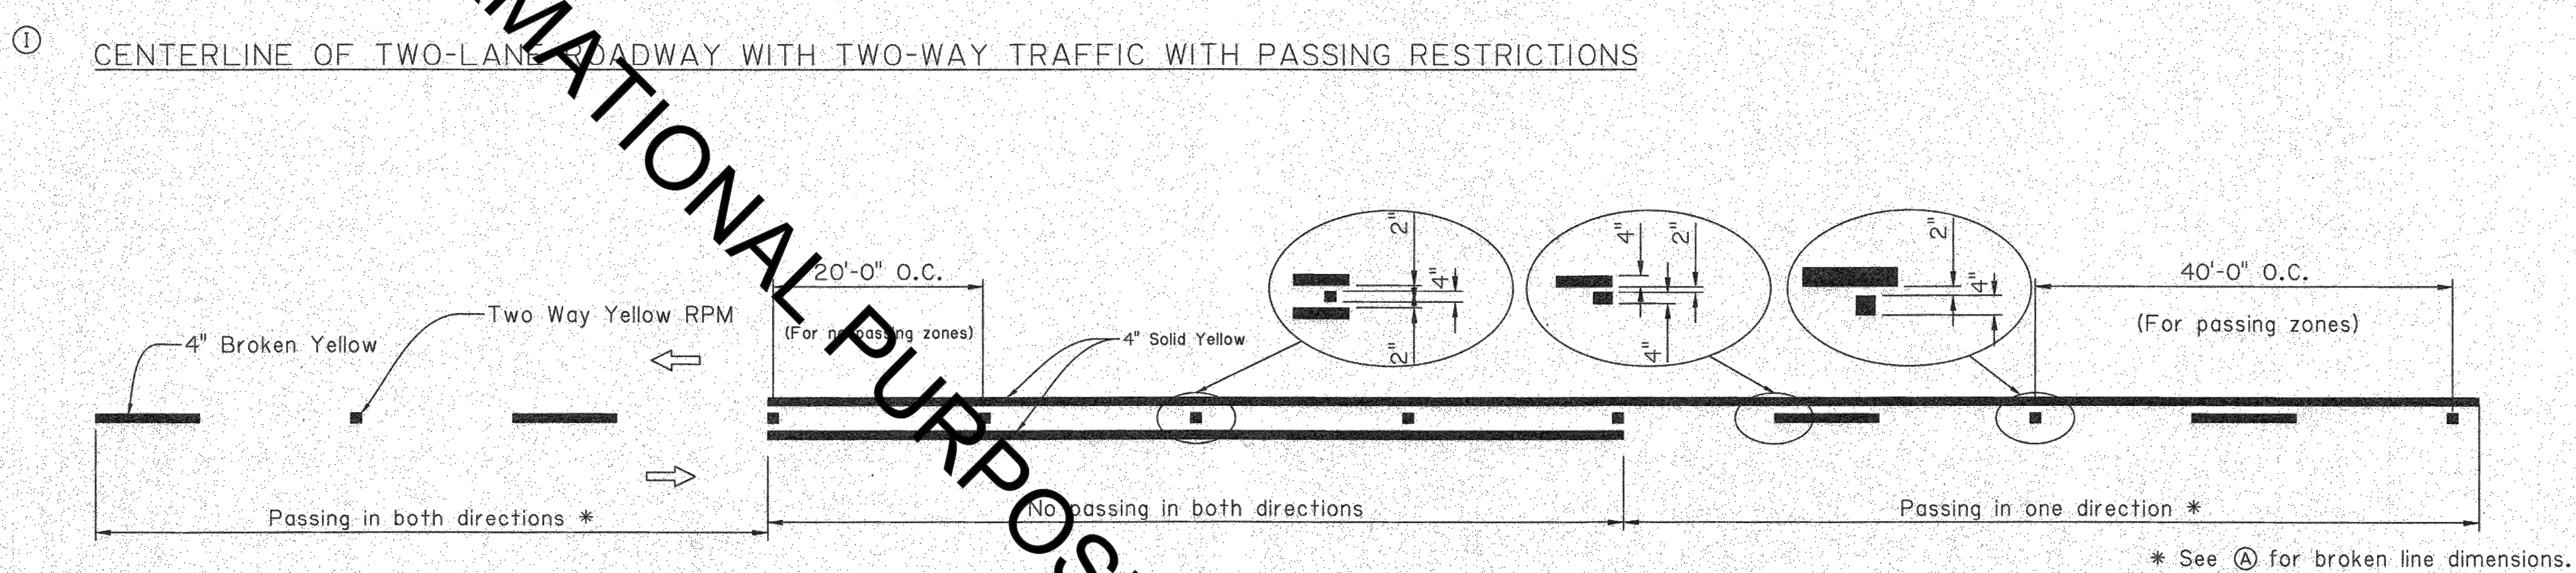 I
CENTERLINE OF TWO-LANE ROADWAY WITH TWO-WAY TRAFFIC WITH PASSING RESTRICTIONS
MATIONAL PURPOS
2"
4"
2"
4"
2"
4"
2"
4"
20'-0" O.C.
(For no passing zones)
40'-0" O.C.
(For passing zones)
Two Way Yellow RPM
4" Broken Yellow
4" Solid Yellow
Passing in both directions *
No passing in both directions
Passing in one direction *
* See A for broken line dimensions.